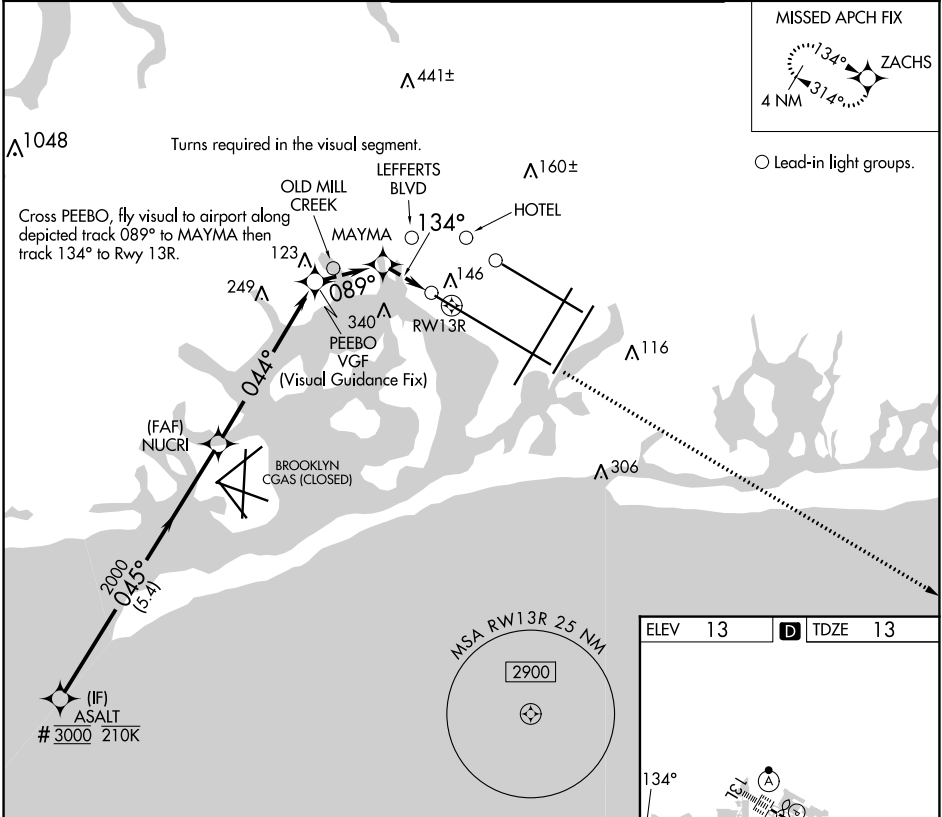 MISSED APCH FIX
134°
ZACHS
4 NM
314°
441±
1048
Turns required in the visual segment.
160±
Lead-in light groups.
LEFFERTS
BLVD
OLD MILL
CREEK
134°
HOTEL
Cross PEEBO, fly visual to airport along
depicted track 089° to MAYMA then
track 134° to Rwy 13R.
MAYMA
123
146
249
089°
340
RW13R
PEEBO
VGF
(Visual Guidance Fix)
116
044°
(FAF)
NUCRI
BROOKLYN
CGAS (CLOSED)
306
2000
045°
(5.4)
MSA RW13R 25 NM
2900
ELEV 13
D
TDZE 13
(IF)
ASALT
# 3000 210K
134°
13L
A
P